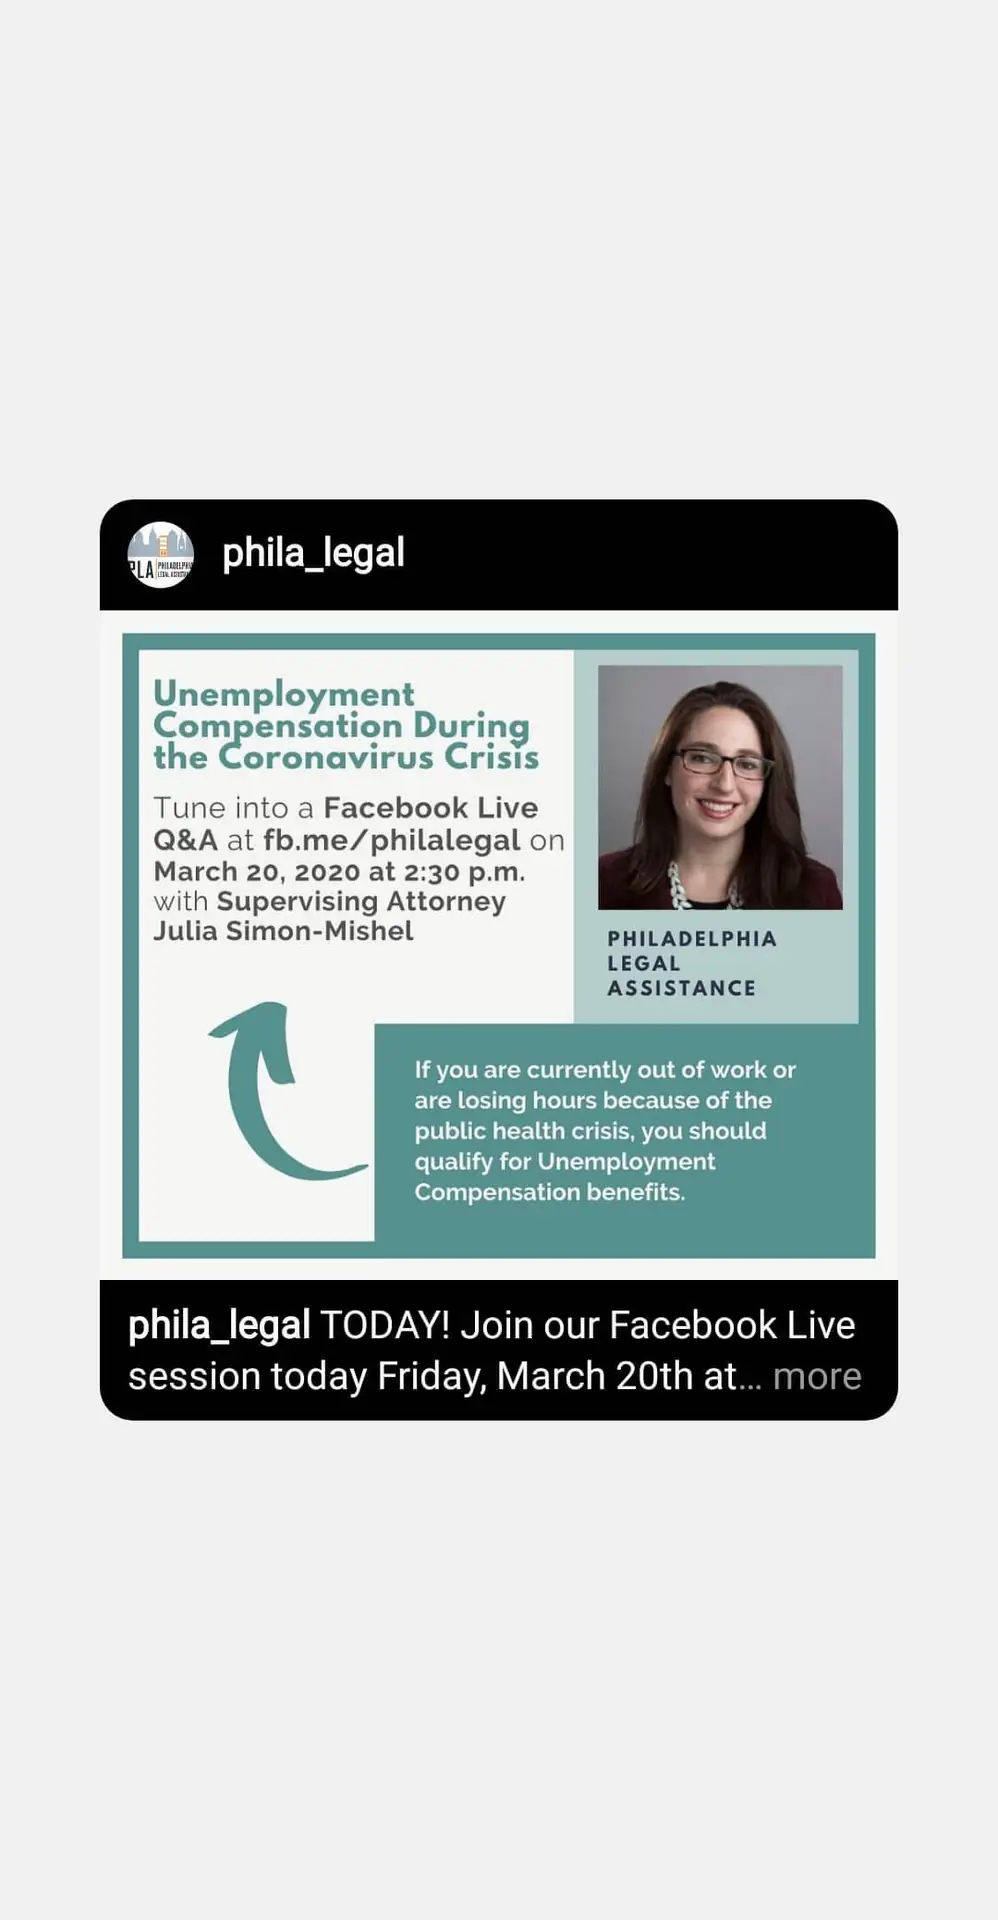 PLA PHILADELPHIA
LEGAL
phila_legal
Unemployment
Compensation During
the Coronavirus Crisis
Tune into a Facebook Live
Q&A at fb.me/philalegal on
March 20, 2020 at 2:30 p.m.
with Supervising Attorney
Julia Simon-Mishel
PHILADELPHIA
LEGAL
ASSISTANCE
If you are currently out of work or
are losing hours because of the
public health crisis, you should
qualify for Unemployment
Compensation benefits.
phila_legal TODAY! Join our Facebook Live
session today Friday, March 20th at... more